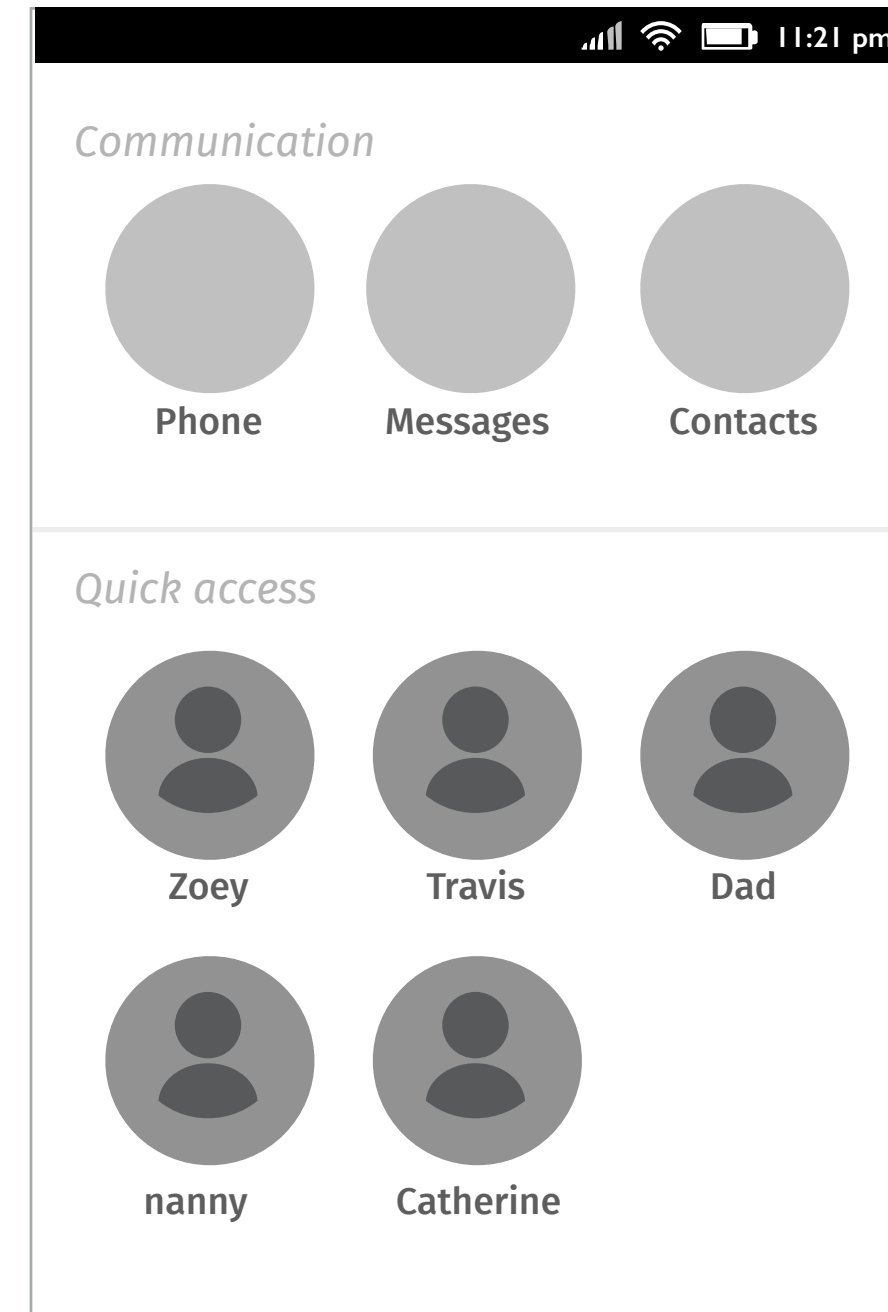 11:21 pm
Communication
Phone Messages Contacts
Quick access
Zoey Travis Dad
nanny Catherine